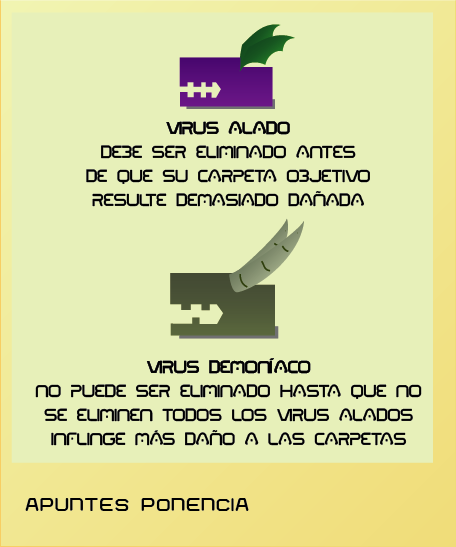 VIRUS ALADO
DEBE SER ELIMINADO ANTES
DE QUE SU CARPETA OBJETIVO
RESULTE DEMASIADO DAÑADA
VIRUS DEMONÍACO
NO PUEDE SER ELIMINADO HASTA QUE NO
SE ELIMINEN TODOS LOS VIRUS ALADOS
INFLINGE MÁS DAÑO A LAS CARPETAS
APUNTES PONENCIA